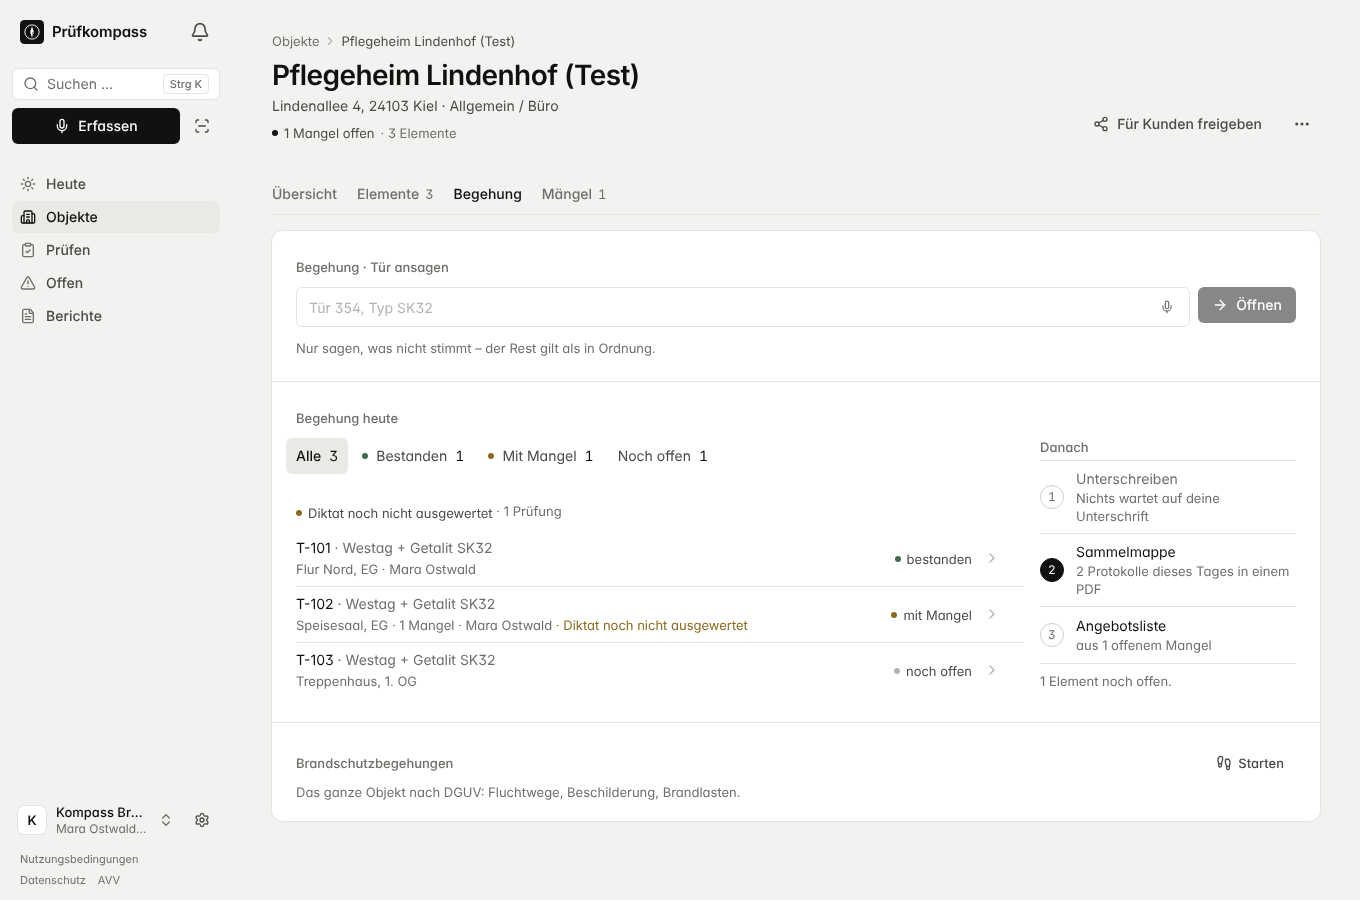 Prüfkompass
Suchen ...
Strg K
Erfassen
Heute
Objekte
Prüfen
Offen
Berichte
K
Kompass Br...
Mara Ostwald...
Nutzungsbedingungen
Datenschutz AVV
Objekte > Pflegeheim Lindenhof (Test)
Pflegeheim Lindenhof (Test)
Lindenallee 4, 24103 Kiel · Allgemein / Büro
1 Mangel offen · 3 Elemente
Für Kunden freigeben
Übersicht Elemente 3 Begehung Mängel 1
Begehung · Tür ansagen
Tür 354, Typ SK32
Öffnen
Nur sagen, was nicht stimmt – der Rest gilt als in Ordnung.
Begehung heute
Alle 3 Bestanden 1 Mit Mangel 1 Noch offen 1
Diktat noch nicht ausgewertet · 1 Prüfung
T-101 · Westag + Getalit SK32
Flur Nord, EG · Mara Ostwald
bestanden
T-102 · Westag + Getalit SK32
Speisesaal, EG · 1 Mangel · Mara Ostwald · Diktat noch nicht ausgewertet
mit Mangel
T-103 · Westag + Getalit SK32
Treppenhaus, 1. OG
noch offen
Danach
1 Unterschreiben
Nichts wartet auf deine
Unterschrift
2 Sammelmappe
2 Protokolle dieses Tages in einem
PDF
3 Angebotsliste
aus 1 offenem Mangel
1 Element noch offen.
Brandschutzbegehungen
Starten
Das ganze Objekt nach DGUV: Fluchtwege, Beschilderung, Brandlasten.